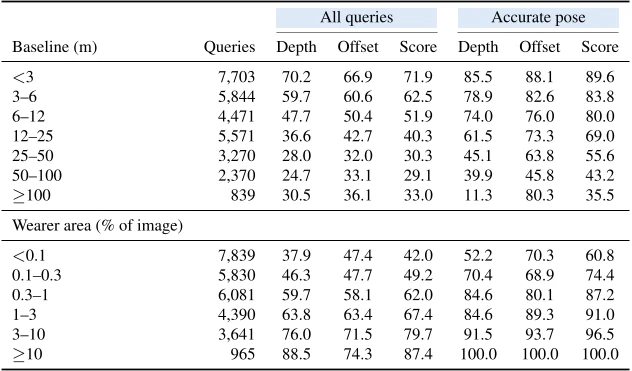 All queries Accurate pose
Baseline (m) Queries Depth Offset Score Depth Offset Score
<3 7,703 70.2 66.9 71.9 85.5 88.1 89.6
3–6 5,844 59.7 60.6 62.5 78.9 82.6 83.8
6–12 4,471 47.7 50.4 51.9 74.0 76.0 80.0
12–25 5,571 36.6 42.7 40.3 61.5 73.3 69.0
25–50 3,270 28.0 32.0 30.3 45.1 63.8 55.6
50–100 2,370 24.7 33.1 29.1 39.9 45.8 43.2
≥100 839 30.5 36.1 33.0 11.3 80.3 35.5
Wearer area (% of image)
<0.1 7,839 37.9 47.4 42.0 52.2 70.3 60.8
0.1–0.3 5,830 46.3 47.7 49.2 70.4 68.9 74.4
0.3–1 6,081 59.7 58.1 62.0 84.6 80.1 87.2
1–3 4,390 63.8 63.4 67.4 84.6 89.3 91.0
3–10 3,641 76.0 71.5 79.7 91.5 93.7 96.5
≥10 965 88.5 74.3 87.4 100.0 100.0 100.0